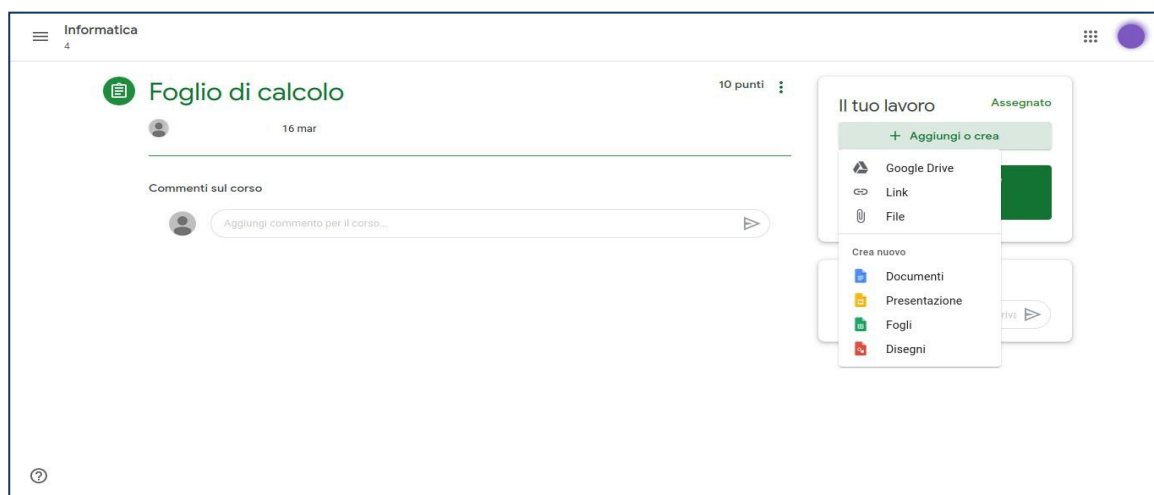 Informatica
4
Foglio di calcolo
10 punti
16 mar
Commenti sul corso
Aggiungi commento per il corso...
Il tuo lavoro
Assegnato
+ Aggiungi o crea
Google Drive
Link
File
Crea nuovo
Documenti
Presentazione
Fogli
Disegni